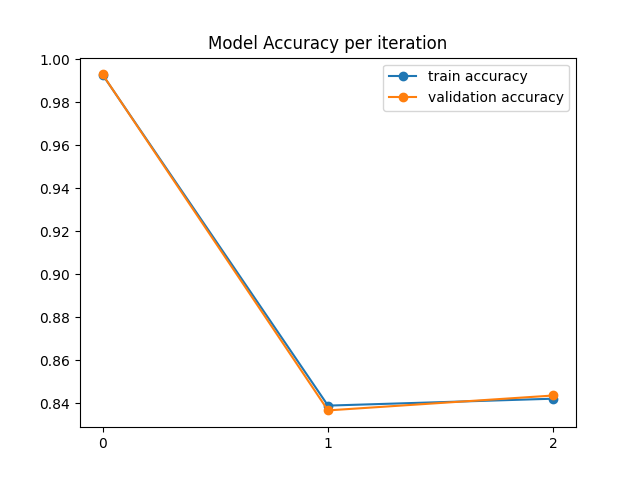 Model Accuracy per iteration
train accuracy
validation accuracy
1.00
0.98
0.96
0.94
0.92
0.90
0.88
0.86
0.84
0 1 2